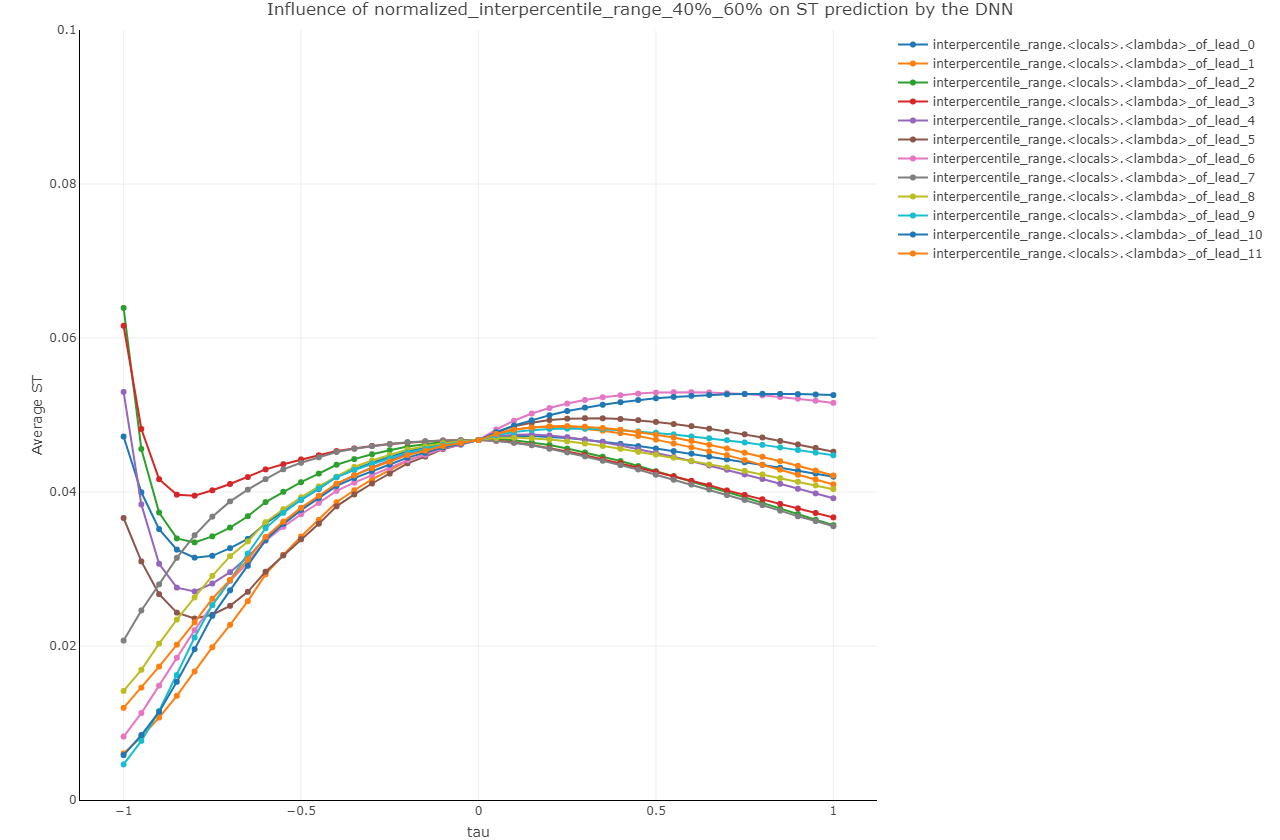 Influence of normalized_interpercentile_range_40%_60% on ST prediction by the DNN
0.1
0.08
0.06
0.04
0.02
0
Average ST
−1
−0.5
0
0.5
1
tau
interpercentile_range.<locals>.<lambda>_of_lead_0
interpercentile_range.<locals>.<lambda>_of_lead_1
interpercentile_range.<locals>.<lambda>_of_lead_2
interpercentile_range.<locals>.<lambda>_of_lead_3
interpercentile_range.<locals>.<lambda>_of_lead_4
interpercentile_range.<locals>.<lambda>_of_lead_5
interpercentile_range.<locals>.<lambda>_of_lead_6
interpercentile_range.<locals>.<lambda>_of_lead_7
interpercentile_range.<locals>.<lambda>_of_lead_8
interpercentile_range.<locals>.<lambda>_of_lead_9
interpercentile_range.<locals>.<lambda>_of_lead_10
interpercentile_range.<locals>.<lambda>_of_lead_11